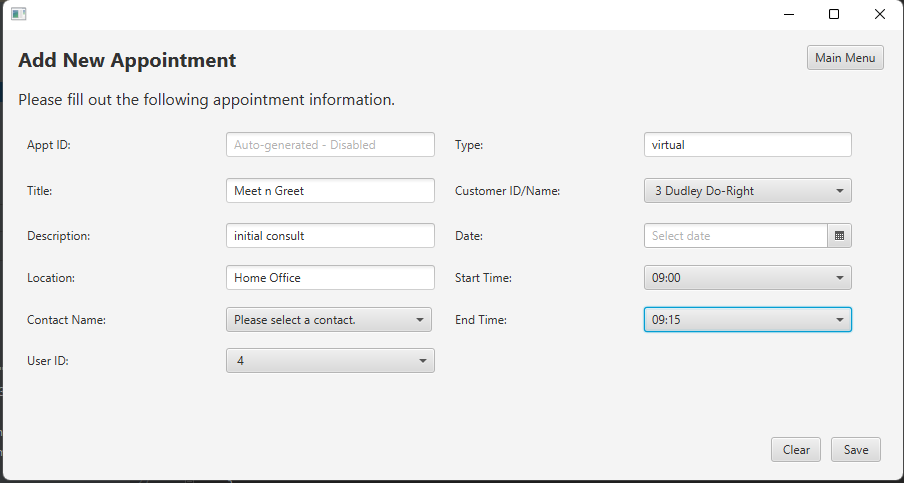 Add New Appointment
Main Menu
Please fill out the following appointment information.
Appt ID: Auto-generated - Disabled Type: virtual
Title: Meet n Greet Customer ID/Name: 3 Dudley Do-Right
Description: initial consult Date: Select date
Location: Home Office Start Time: 09:00
Contact Name: Please select a contact. End Time: 09:15
User ID: 4
Clear Save